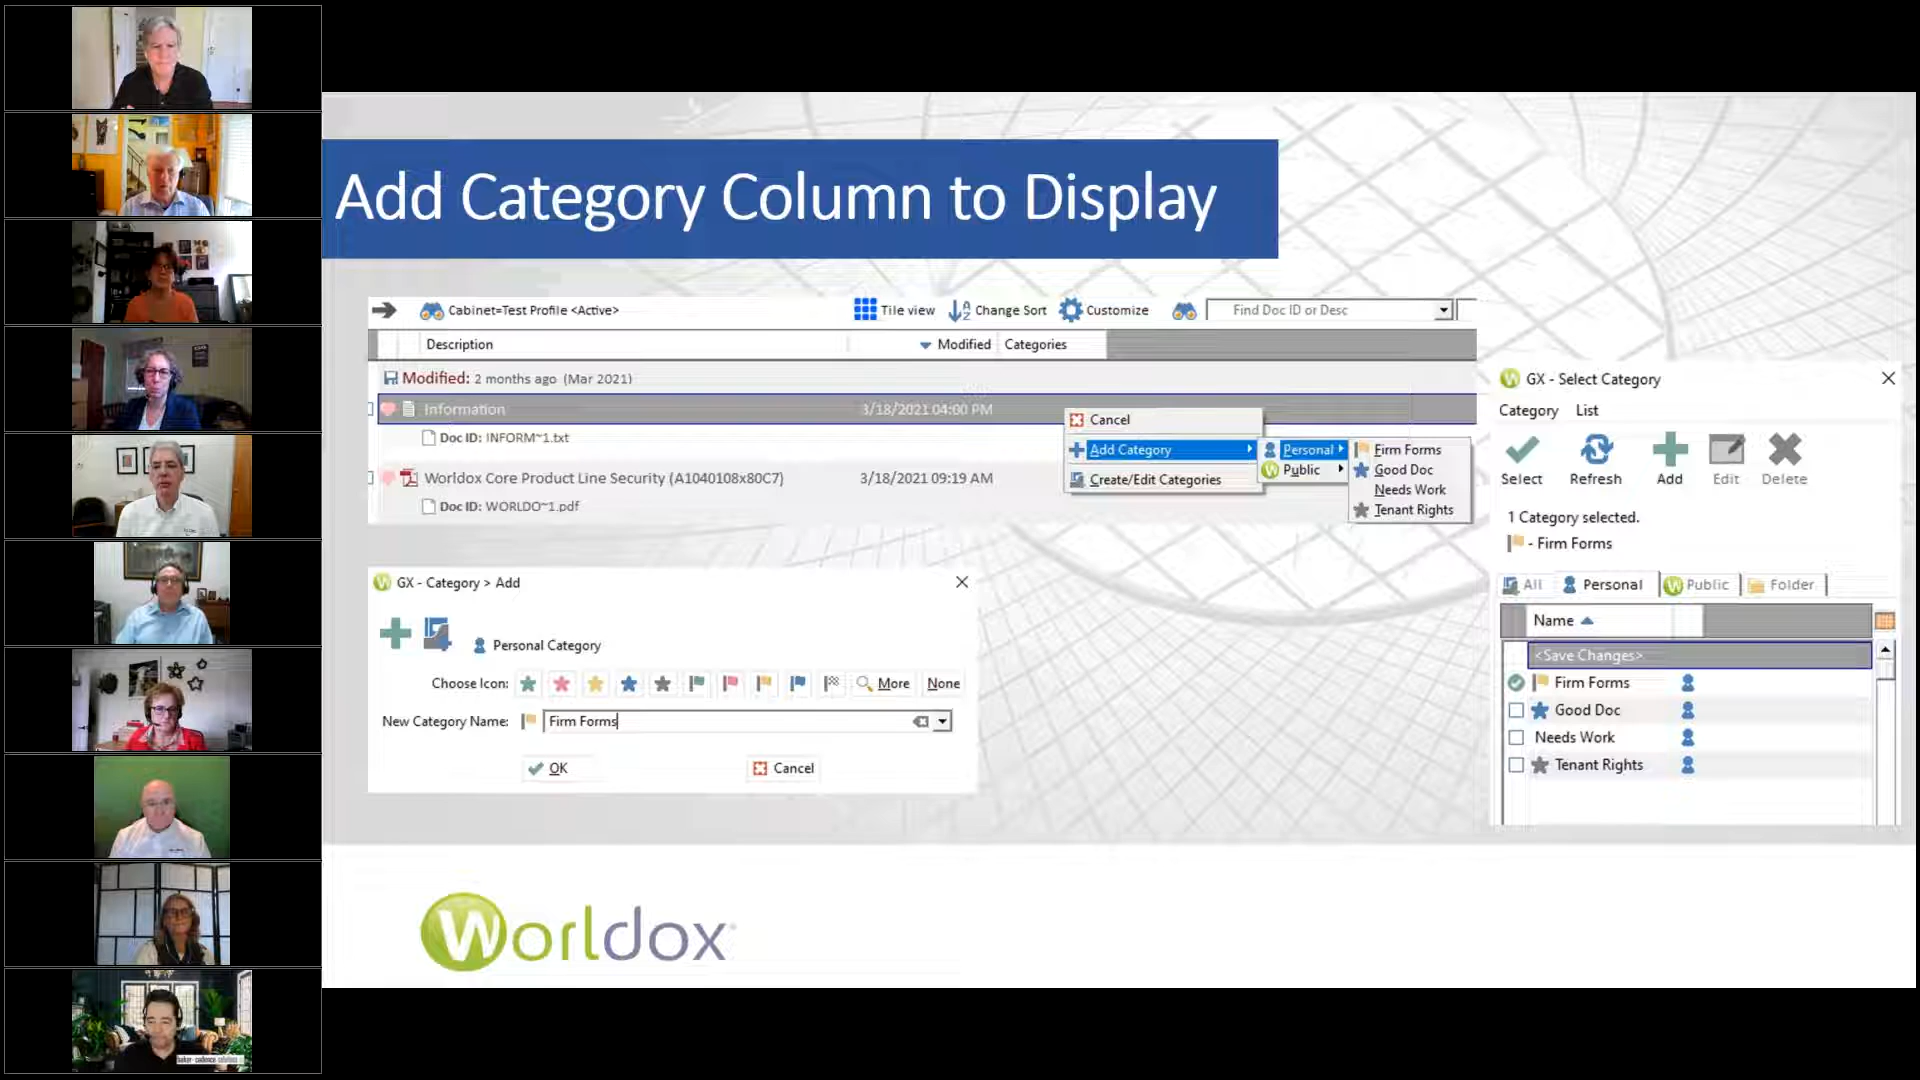 Add Category Column to Display
Cabinet=Test Profile <Active>
Tile view
Change Sort
Customize
Find Doc ID or Desc
Description
Modified
Categories
Modified: 2 months ago (Mar 2021)
Information
3/18/2021 04:00 PM
Doc ID: INFORM~1.txt
Worldox Core Product Line Security (A1040108x80C7)
3/18/2021 09:19 AM
Doc ID: WORLDO~1.pdf
Cancel
Add Category
Create/Edit Categories
Personal
Public
Firm Forms
Good Doc
Needs Work
Tenant Rights
GX - Category > Add
Personal Category
Choose Icon:
More
None
New Category Name:
Firm Forms
OK
Cancel
GX - Select Category
Category List
Select
Refresh
Add
Edit
Delete
1 Category selected.
- Firm Forms
All
Personal
Public
Folder
Name
<Save Changes>
Firm Forms
Good Doc
Needs Work
Tenant Rights
Worldox